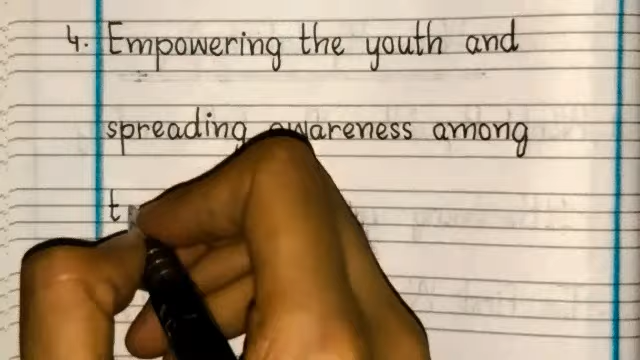 4. Empowering the youth and
spreading awareness among
t